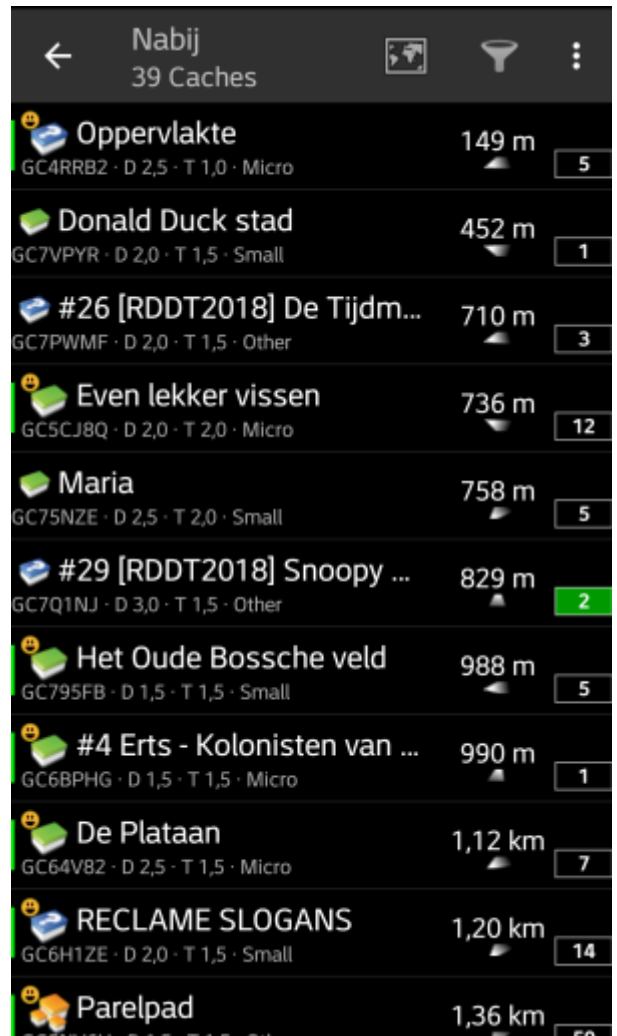 Nabij
39 Caches
Oppervlakte
149 m
GC4RRB2 · D 2,5 · T 1,0 · Micro
5
Donald Duck stad
452 m
GC7VPYR · D 2,0 · T 1,5 · Small
1
#26 [RDDT2018] De Tijdm...
710 m
GC7PWMF · D 2,0 · T 1,5 · Other
3
Even lekker vissen
736 m
GC5CJ8Q · D 2,0 · T 2,0 · Micro
12
Maria
758 m
GC75NZE · D 2,5 · T 2,0 · Small
5
#29 [RDDT2018] Snoopy ...
829 m
GC7Q1NJ · D 3,0 · T 1,5 · Other
2
Het Oude Bossche veld
988 m
GC795FB · D 1,5 · T 1,5 · Small
5
#4 Erts - Kolonisten van ...
990 m
GC6BPHG · D 1,5 · T 1,5 · Micro
1
De Plataan
1,12 km
GC64V82 · D 2,5 · T 1,5 · Micro
7
RECLAME SLOGANS
1,20 km
GC6H1ZE · D 2,0 · T 1,5 · Small
14
Parelpad
1,36 km